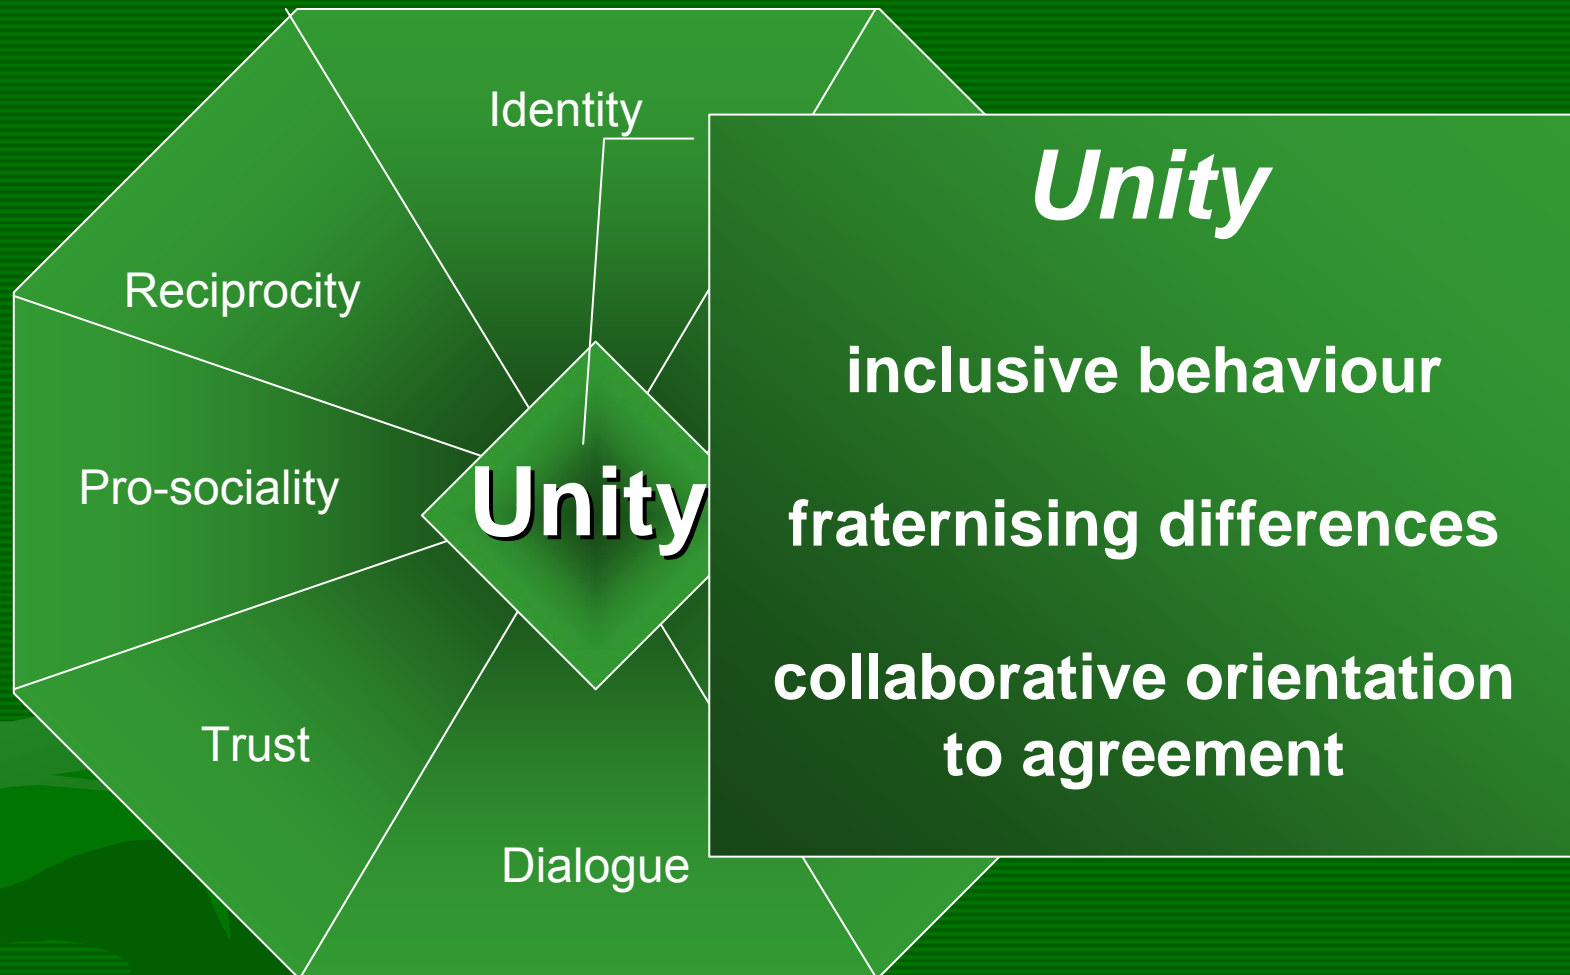 Identity
Reciprocity
Pro-sociality
Unity
Trust
Dialogue
Unity
inclusive behaviour
fraternising differences
collaborative orientation
to agreement